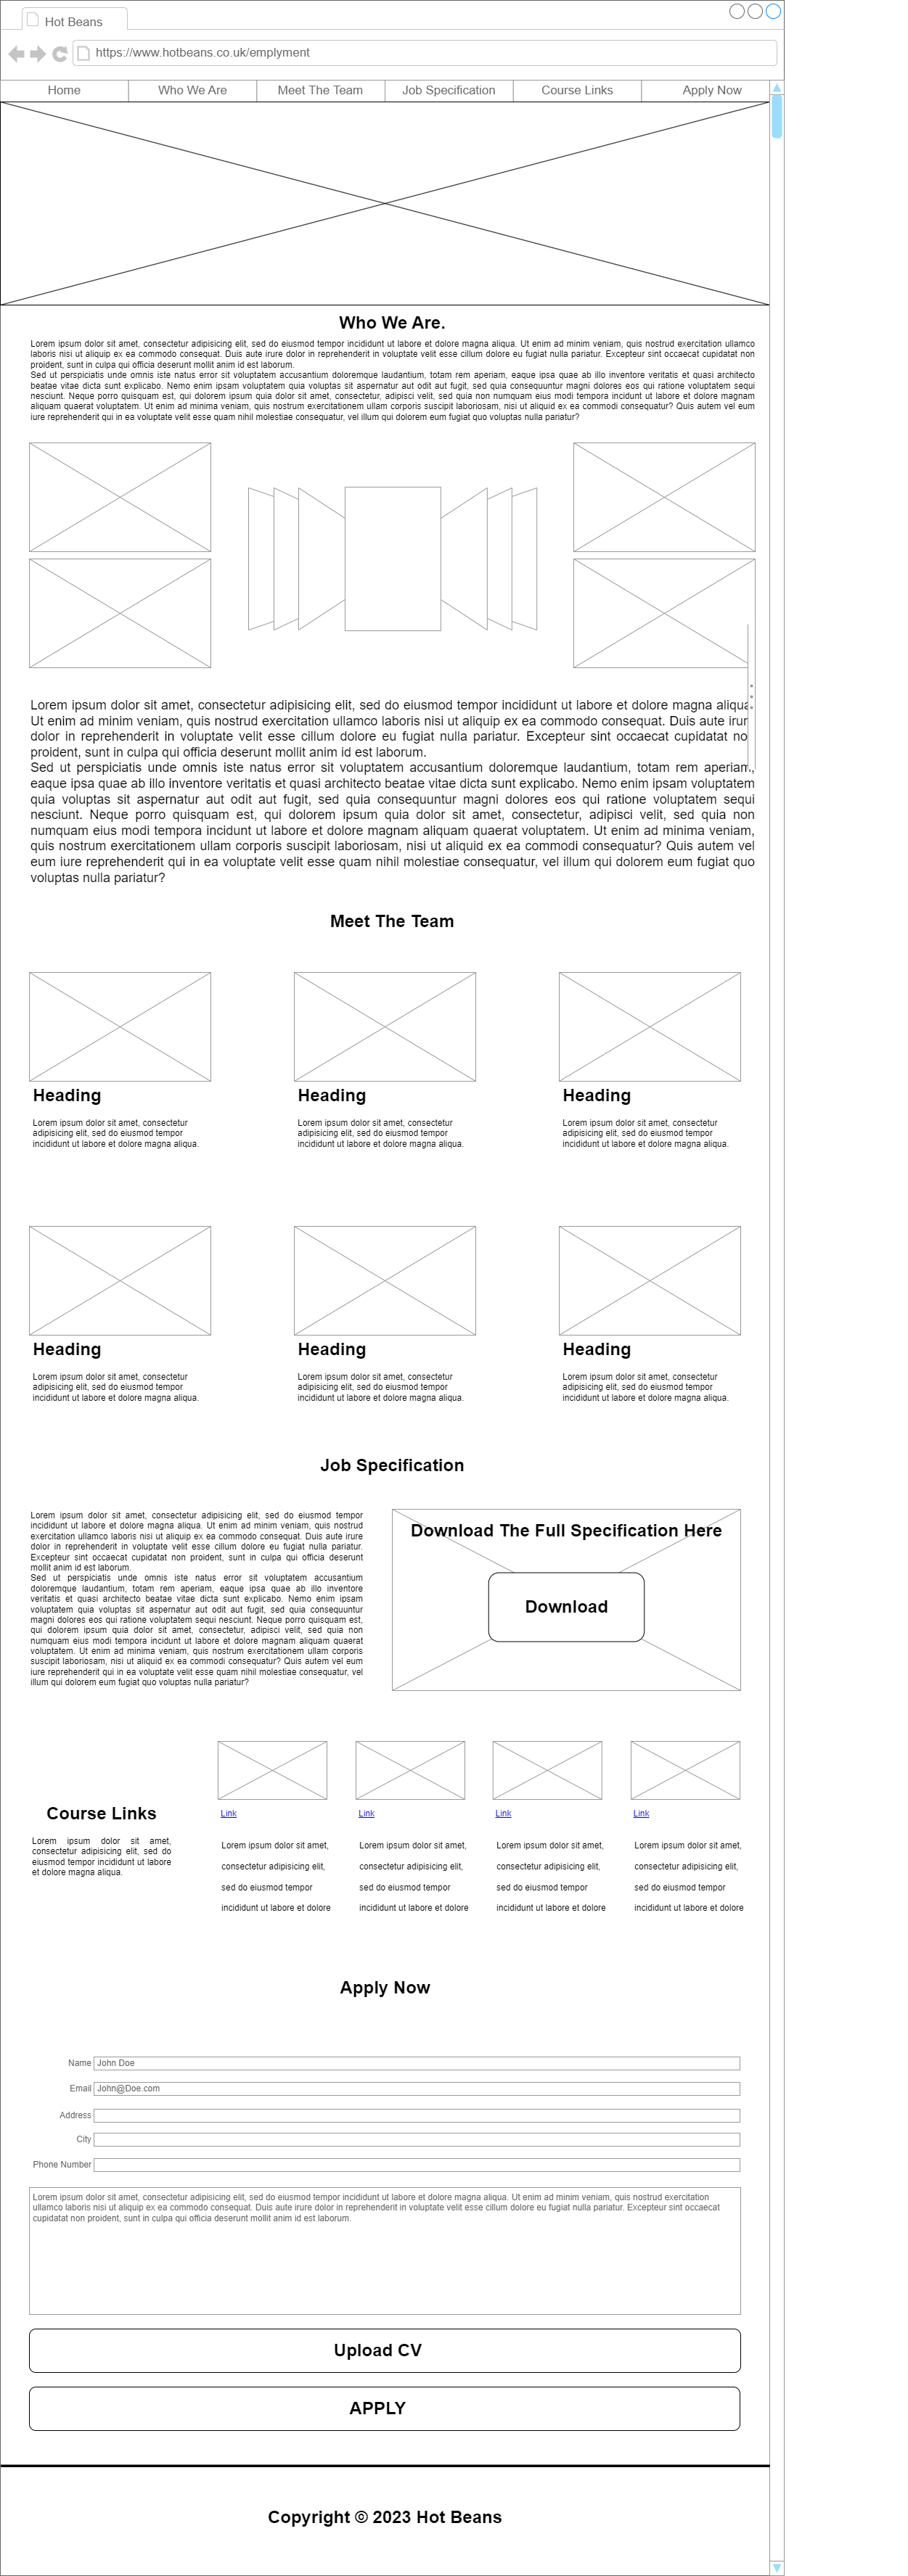 Hot Beans
https://www.hotbeans.co.uk/emplyment
Home Who We Are Meet The Team Job Specification Course Links Apply Now
Who We Are.
Lorem ipsum dolor sit amet, consectetur adipisicing elit, sed do eiusmod tempor incididunt ut labore et dolore magna aliqua. Ut enim ad minim veniam, quis nostrud exercitation ullamco
laboris nisi ut aliquip ex ea commodo consequat. Duis aute irure dolor in reprehenderit in voluptate velit esse cillum dolore eu fugiat nulla pariatur. Excepteur sint occaecat cupidatat non
proident, sunt in culpa qui officia deserunt mollit anim id est laborum.
Sed ut perspiciatis unde omnis iste natus error sit voluptatem accusantium doloremque laudantium, totam rem aperiam, eaque ipsa quae ab illo inventore veritatis et quasi architecto
beatae vitae dicta sunt explicabo. Nemo enim ipsam voluptatem quia voluptas sit aspernatur aut odit aut fugit, sed quia consequuntur magni dolores eos qui ratione voluptatem sequi
nesciunt. Neque porro quisquam est, qui dolorem ipsum quia dolor sit amet, consectetur, adipisci velit, sed quia non numquam eius modi tempora incidunt ut labore et dolore magnam
aliquam quaerat voluptatem. Ut enim ad minima veniam, quis nostrum exercitationem ullam corporis suscipit laboriosam, nisi ut aliquid ex ea commodi consequatur? Quis autem vel eum
iure reprehenderit qui in ea voluptate velit esse quam nihil molestiae consequatur, vel illum qui dolorem eum fugiat quo voluptas nulla pariatur?
Lorem ipsum dolor sit amet, consectetur adipisicing elit, sed do eiusmod tempor incididunt ut labore et dolore magna aliqua
Ut enim ad minim veniam, quis nostrud exercitation ullamco laboris nisi ut aliquip ex ea commodo consequat. Duis aute irur
dolor in reprehenderit in voluptate velit esse cillum dolore eu fugiat nulla pariatur. Excepteur sint occaecat cupidatat no
proident, sunt in culpa qui officia deserunt mollit anim id est laborum.
Sed ut perspiciatis unde omnis iste natus error sit voluptatem accusantium doloremque laudantium, totam rem aperiam,
eaque ipsa quae ab illo inventore veritatis et quasi architecto beatae vitae dicta sunt explicabo. Nemo enim ipsam voluptatem
quia voluptas sit aspernatur aut odit aut fugit, sed quia consequuntur magni dolores eos qui ratione voluptatem sequi
nesciunt. Neque porro quisquam est, qui dolorem ipsum quia dolor sit amet, consectetur, adipisci velit, sed quia non
numquam eius modi tempora incidunt ut labore et dolore magnam aliquam quaerat voluptatem. Ut enim ad minima veniam,
quis nostrum exercitationem ullam corporis suscipit laboriosam, nisi ut aliquid ex ea commodi consequatur? Quis autem vel
eum iure reprehenderit qui in ea voluptate velit esse quam nihil molestiae consequatur, vel illum qui dolorem eum fugiat quo
voluptas nulla pariatur?
Meet The Team
Heading
Lorem ipsum dolor sit amet, consectetur
adipisicing elit, sed do eiusmod tempor
incididunt ut labore et dolore magna aliqua.
Heading
Lorem ipsum dolor sit amet, consectetur
adipisicing elit, sed do eiusmod tempor
incididunt ut labore et dolore magna aliqua.
Heading
Lorem ipsum dolor sit amet, consectetur
adipisicing elit, sed do eiusmod tempor
incididunt ut labore et dolore magna aliqua.
Heading
Lorem ipsum dolor sit amet, consectetur
adipisicing elit, sed do eiusmod tempor
incididunt ut labore et dolore magna aliqua.
Heading
Lorem ipsum dolor sit amet, consectetur
adipisicing elit, sed do eiusmod tempor
incididunt ut labore et dolore magna aliqua.
Heading
Lorem ipsum dolor sit amet, consectetur
adipisicing elit, sed do eiusmod tempor
incididunt ut labore et dolore magna aliqua.
Job Specification
Lorem ipsum dolor sit amet, consectetur adipisicing elit, sed do eiusmod tempor
incididunt ut labore et dolore magna aliqua. Ut enim ad minim veniam, quis nostrud
exercitation ullamco laboris nisi ut aliquip ex ea commodo consequat. Duis aute irure
dolor in reprehenderit in voluptate velit esse cillum dolore eu fugiat nulla pariatur.
Excepteur sint occaecat cupidatat non proident, sunt in culpa qui officia deserunt
mollit anim id est laborum.
Sed ut perspiciatis unde omnis iste natus error sit voluptatem accusantium
doloremque laudantium, totam rem aperiam, eaque ipsa quae ab illo inventore
veritatis et quasi architecto beatae vitae dicta sunt explicabo. Nemo enim ipsam
voluptatem quia voluptas sit aspernatur aut odit aut fugit, sed quia consequuntur
magni dolores eos qui ratione voluptatem sequi nesciunt. Neque porro quisquam est,
qui dolorem ipsum quia dolor sit amet, consectetur, adipisci velit, sed quia non
numquam eius modi tempora incidunt ut labore et dolore magnam aliquam quaerat
voluptatem. Ut enim ad minima veniam, quis nostrum exercitationem ullam corporis
suscipit laboriosam, nisi ut aliquid ex ea commodi consequatur? Quis autem vel eum
iure reprehenderit qui in ea voluptate velit esse quam nihil molestiae consequatur, vel
illum qui dolorem eum fugiat quo voluptas nulla pariatur?
Download The Full Specification Here
Download
Course Links
Lorem ipsum dolor sit amet,
consectetur adipisicing elit, sed do
eiusmod tempor incididunt ut labore
et dolore magna aliqua.
Link
Lorem ipsum dolor sit amet,
consectetur adipisicing elit,
sed do eiusmod tempor
incididunt ut labore et dolore
Link
Lorem ipsum dolor sit amet,
consectetur adipisicing elit,
sed do eiusmod tempor
incididunt ut labore et dolore
Link
Lorem ipsum dolor sit amet,
consectetur adipisicing elit,
sed do eiusmod tempor
incididunt ut labore et dolore
Link
Lorem ipsum dolor sit amet,
consectetur adipisicing elit,
sed do eiusmod tempor
incididunt ut labore et dolore
Apply Now
Name John Doe
Email John@Doe.com
Address
City
Phone Number
Lorem ipsum dolor sit amet, consectetur adipisicing elit, sed do eiusmod tempor incididunt ut labore et dolore magna aliqua. Ut enim ad minim veniam, quis nostrud exercitation
ullamco laboris nisi ut aliquip ex ea commodo consequat. Duis aute irure dolor in reprehenderit in voluptate velit esse cillum dolore eu fugiat nulla pariatur. Excepteur sint occaecat
cupidatat non proident, sunt in culpa qui officia deserunt mollit anim id est laborum.
Upload CV
APPLY
Copyright © 2023 Hot Beans